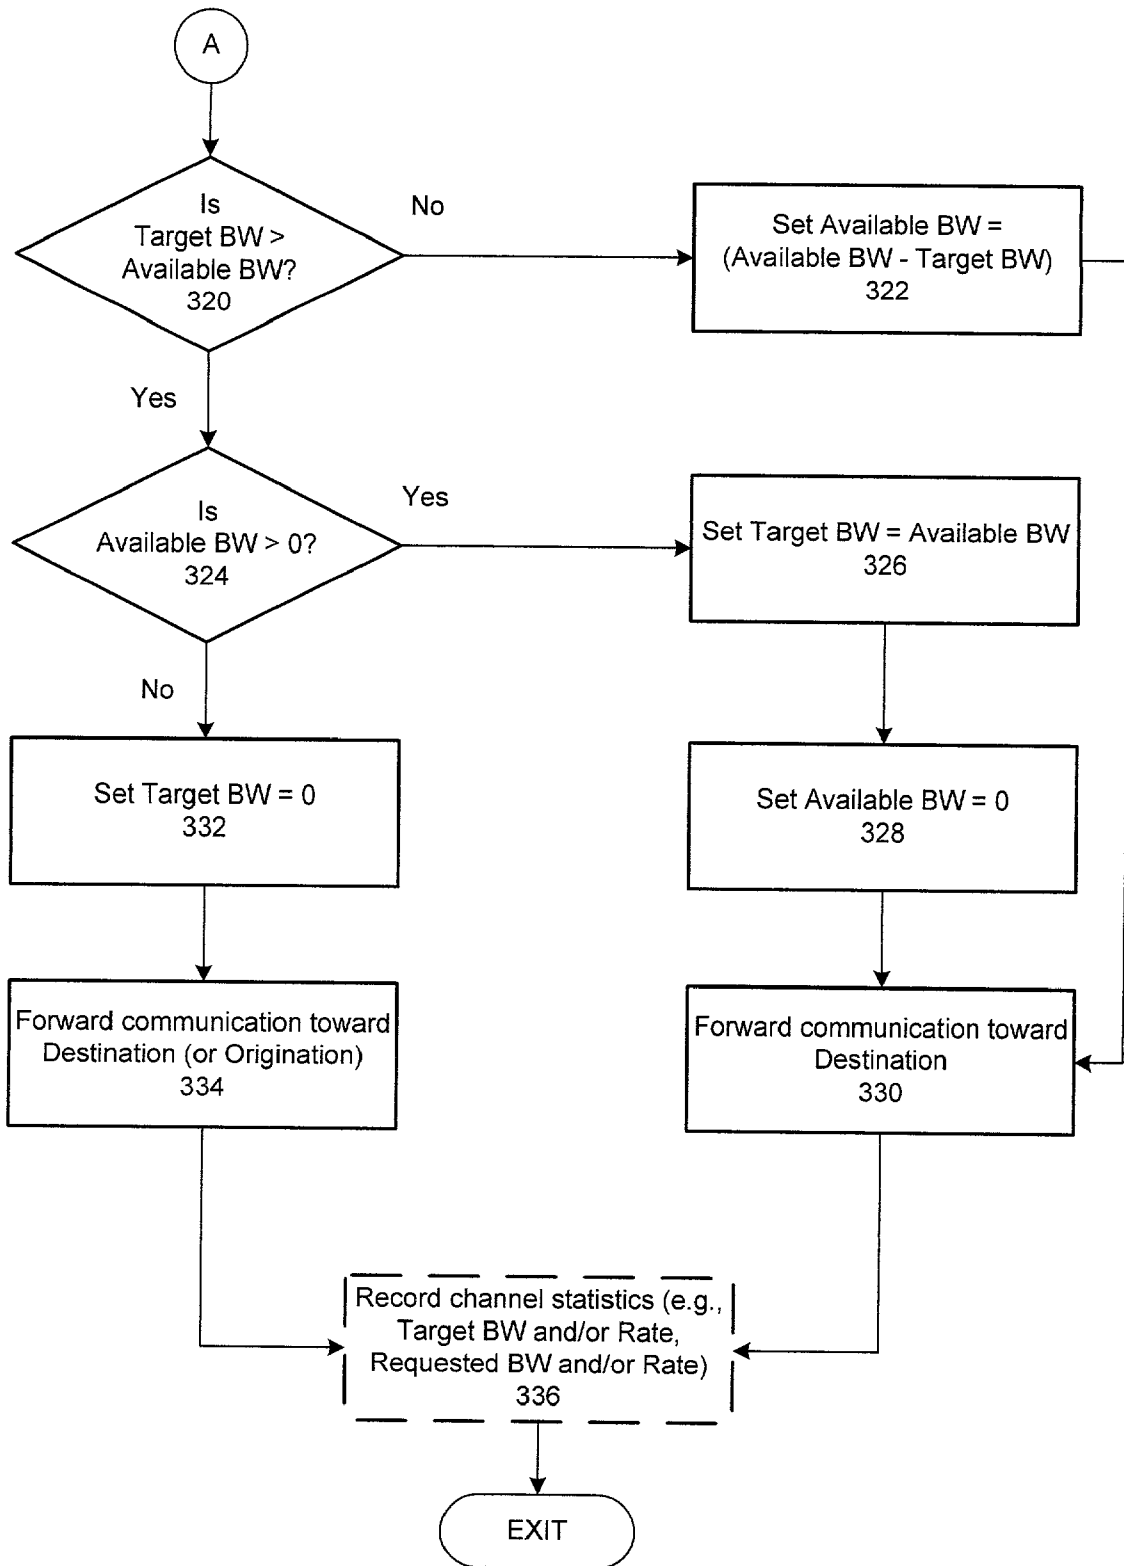 A
Is
Target BW >
Available BW?
320
No
Set Available BW =
(Available BW - Target BW)
322
Yes
Is
Available BW > 0?
324
Yes
Set Target BW = Available BW
326
No
Set Target BW = 0
332
Set Available BW = 0
328
Forward communication toward
Destination (or Origination)
334
Forward communication toward
Destination
330
Record channel statistics (e.g.,
Target BW and/or Rate,
Requested BW and/or Rate)
336
EXIT